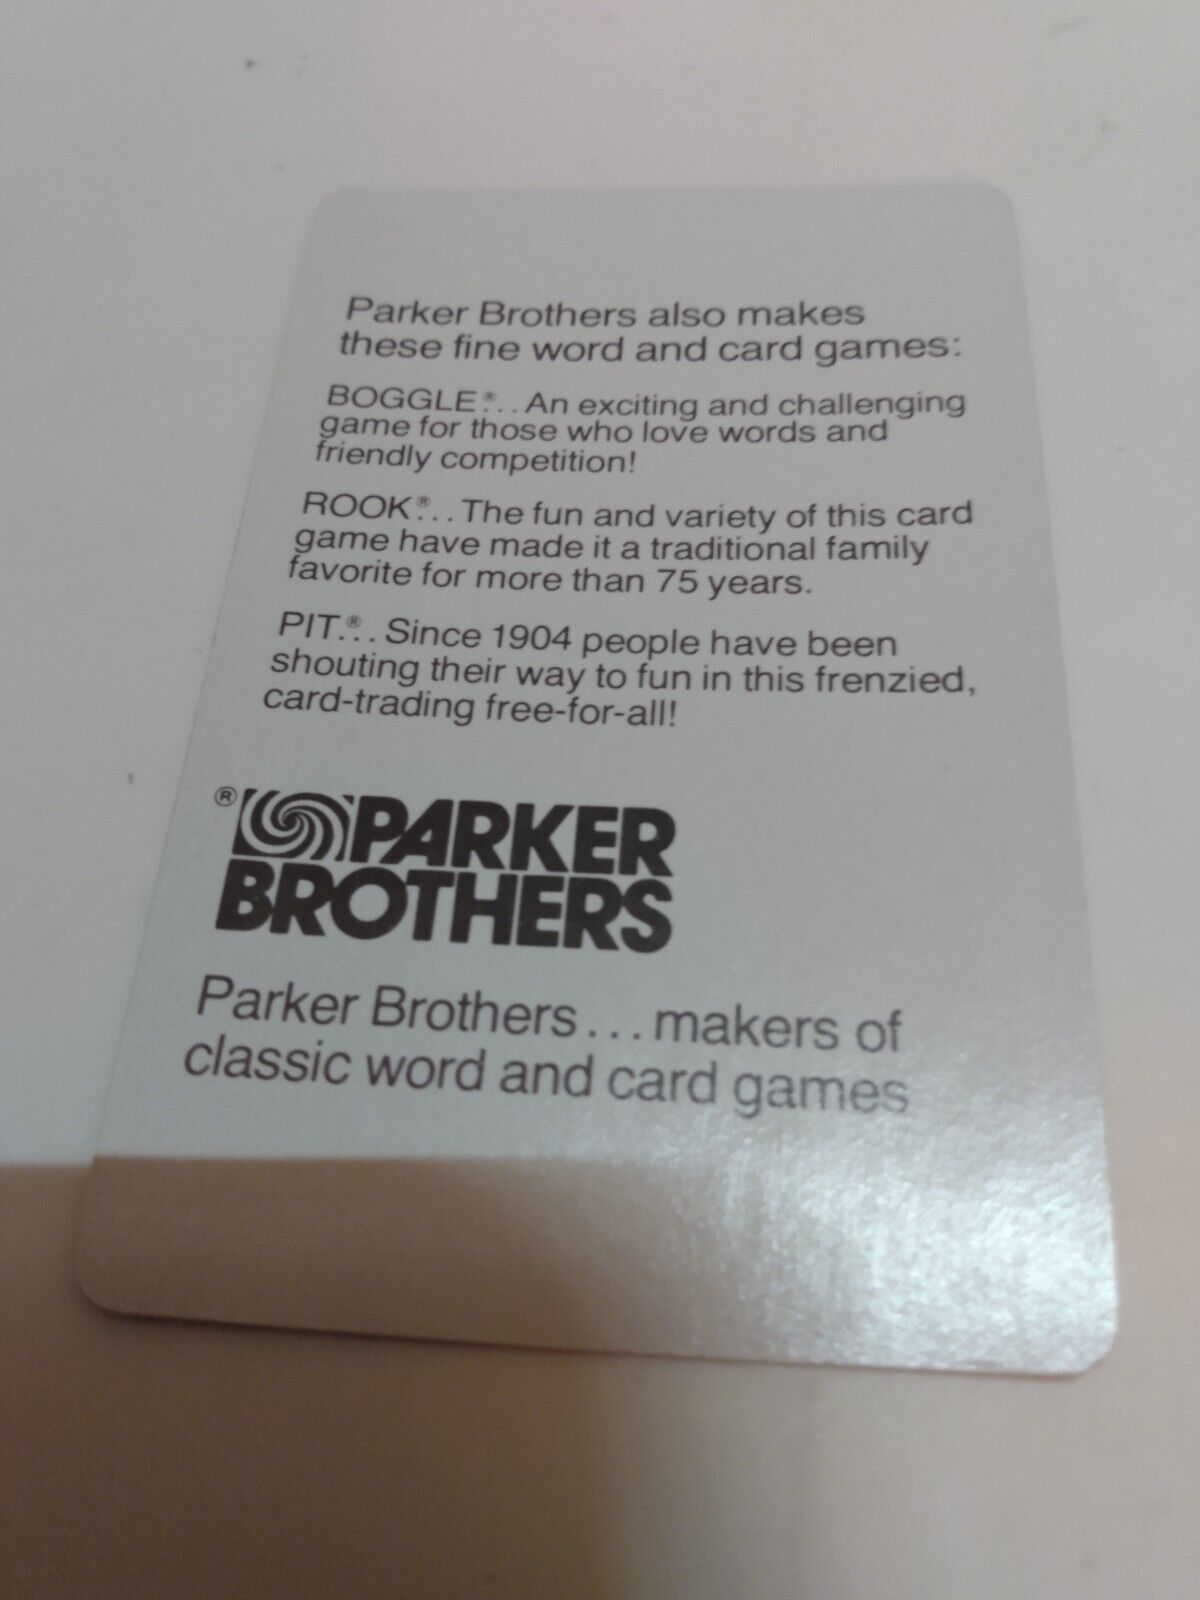 Parker Brothers also makes
these fine word and card games:
BOGGLE®... An exciting and challenging
game for those who love words and
friendly competition!
ROOK®... The fun and variety of this card
game have made it a traditional family
favorite for more than 75 years.
PIT®... Since 1904 people have been
shouting their way to fun in this frenzied,
card-trading free-for-all!
® PARKER
BROTHERS
Parker Brothers... makers of
classic word and card games